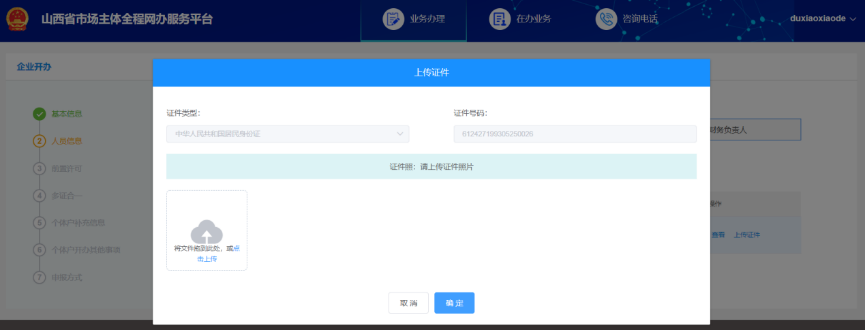 山西省市场主体全程网办服务平台
业务办理
在办业务
咨询电话
duxiaoxiaode
企业开办
上传证件
基本信息
2 人员信息
3 前置许可
4 多证合一
5 个体户补充信息
6
7 申报方式
证件类型：
证件号码：
中华人民共和国居民身份证
612427199305250026
证件照：请上传证件照片
将文件拖到此处，或点
击上传
财务负责人
操作
查看 上传证件
取消
确定